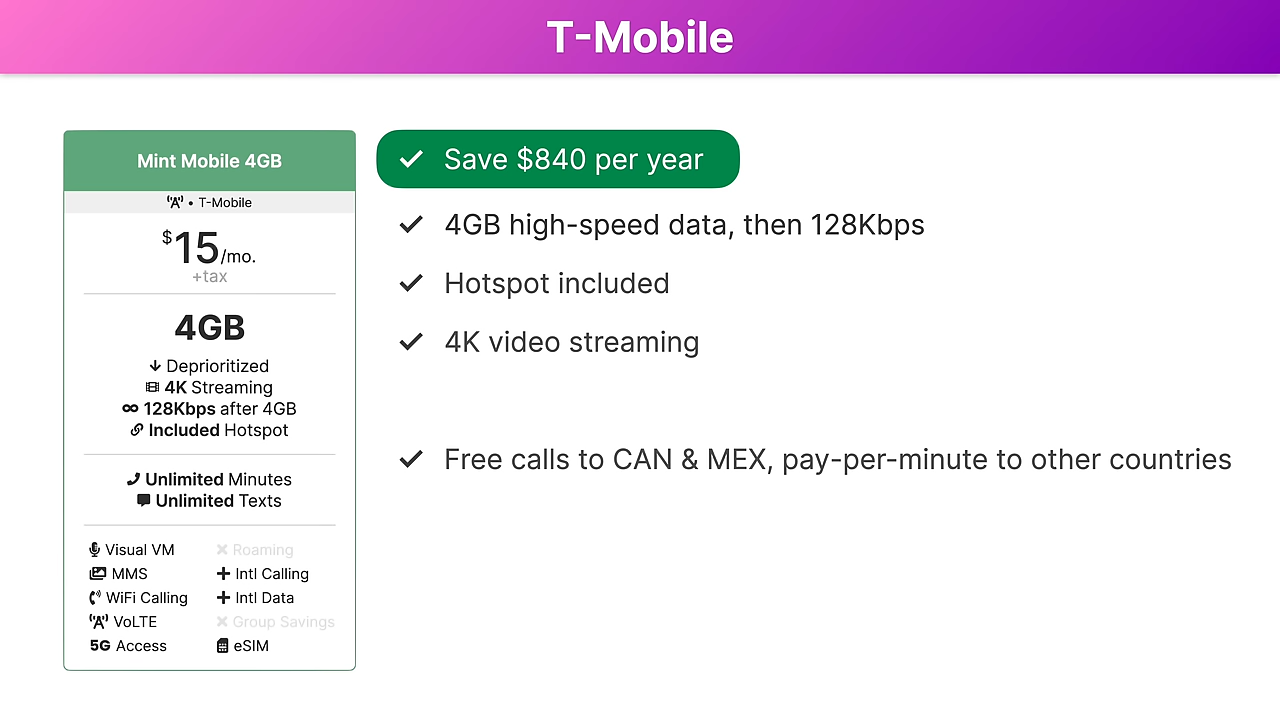 T-Mobile
Mint Mobile 4GB
• T-Mobile
$15/mo.
+tax
4GB
Deprioritized
4K Streaming
128Kbps after 4GB
Included Hotspot
Unlimited Minutes
Unlimited Texts
Visual VM
MMS
WiFi Calling
VoLTE
5G Access
Roaming
Intl Calling
Intl Data
Group Savings
eSIM
Save $840 per year
4GB high-speed data, then 128Kbps
Hotspot included
4K video streaming
Free calls to CAN & MEX, pay-per-minute to other countries